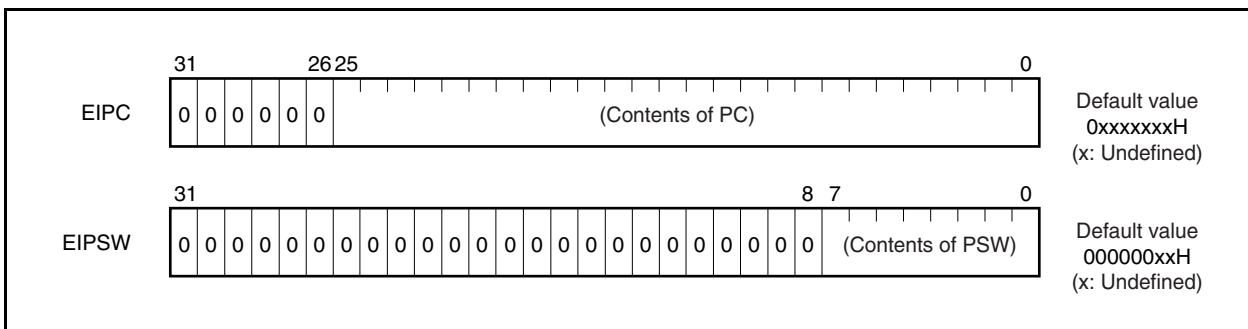 31 26 25 0
EIPC 0 0 0 0 0 0 (Contents of PC) Default value
0xxxxxxxH
(x: Undefined)
31 8 7 0
EIPSW 0 0 0 0 0 0 0 0 0 0 0 0 0 0 0 0 0 0 0 0 0 0 0 0 (Contents of PSW) Default value
000000xxH
(x: Undefined)